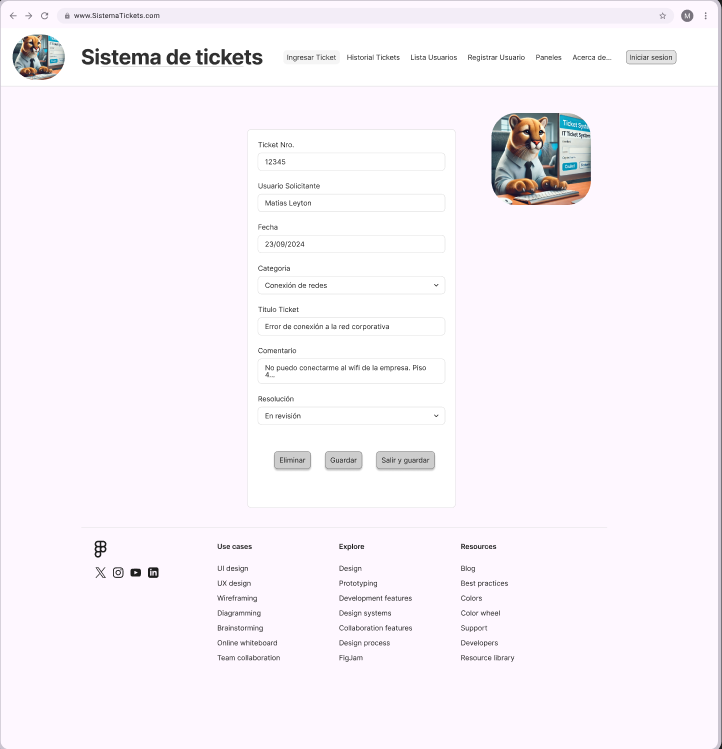 www.SistemaTickets.com
M
Sistema de tickets
Ingresar Ticket
Historial Tickets
Lista Usuarios
Registrar Usuario
Paneles
Acerca de...
Iniciar sesion
Ticket Sys
IT Ticket System
Ticket Nro.
12345
Usuario Solicitante
Matias Leyton
Fecha
23/09/2024
Categoria
Conexión de redes
Titulo Ticket
Error de conexión a la red corporativa
Comentario
No puedo conectarme al wifi de la empresa. Piso
4...
Resolución
En revisión
Eliminar
Guardar
Salir y guardar
Use cases
UI design
UX design
Wireframing
Diagramming
Brainstorming
Online whiteboard
Team collaboration
Explore
Design
Prototyping
Development features
Design systems
Collaboration features
Design process
FigJam
Resources
Blog
Best practices
Colors
Color wheel
Support
Developers
Resource library